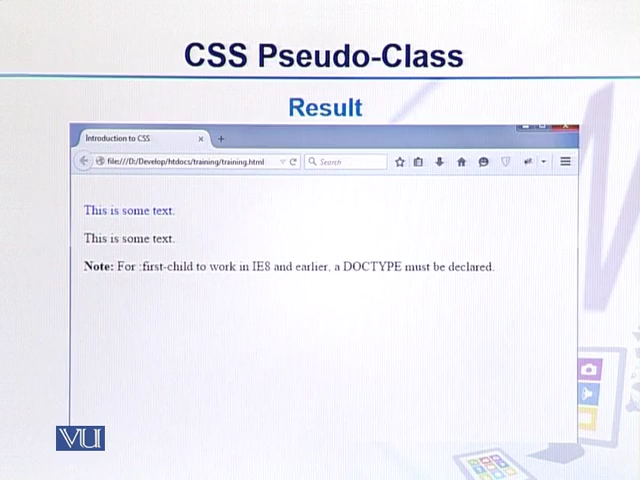 CSS Pseudo-Class
Result
Introduction to CSS
file:///D:/Develop/htdocs/training/training.html
Search
This is some text.
This is some text.
Note: For :first-child to work in IE8 and earlier, a DOCTYPE must be declared.
VU